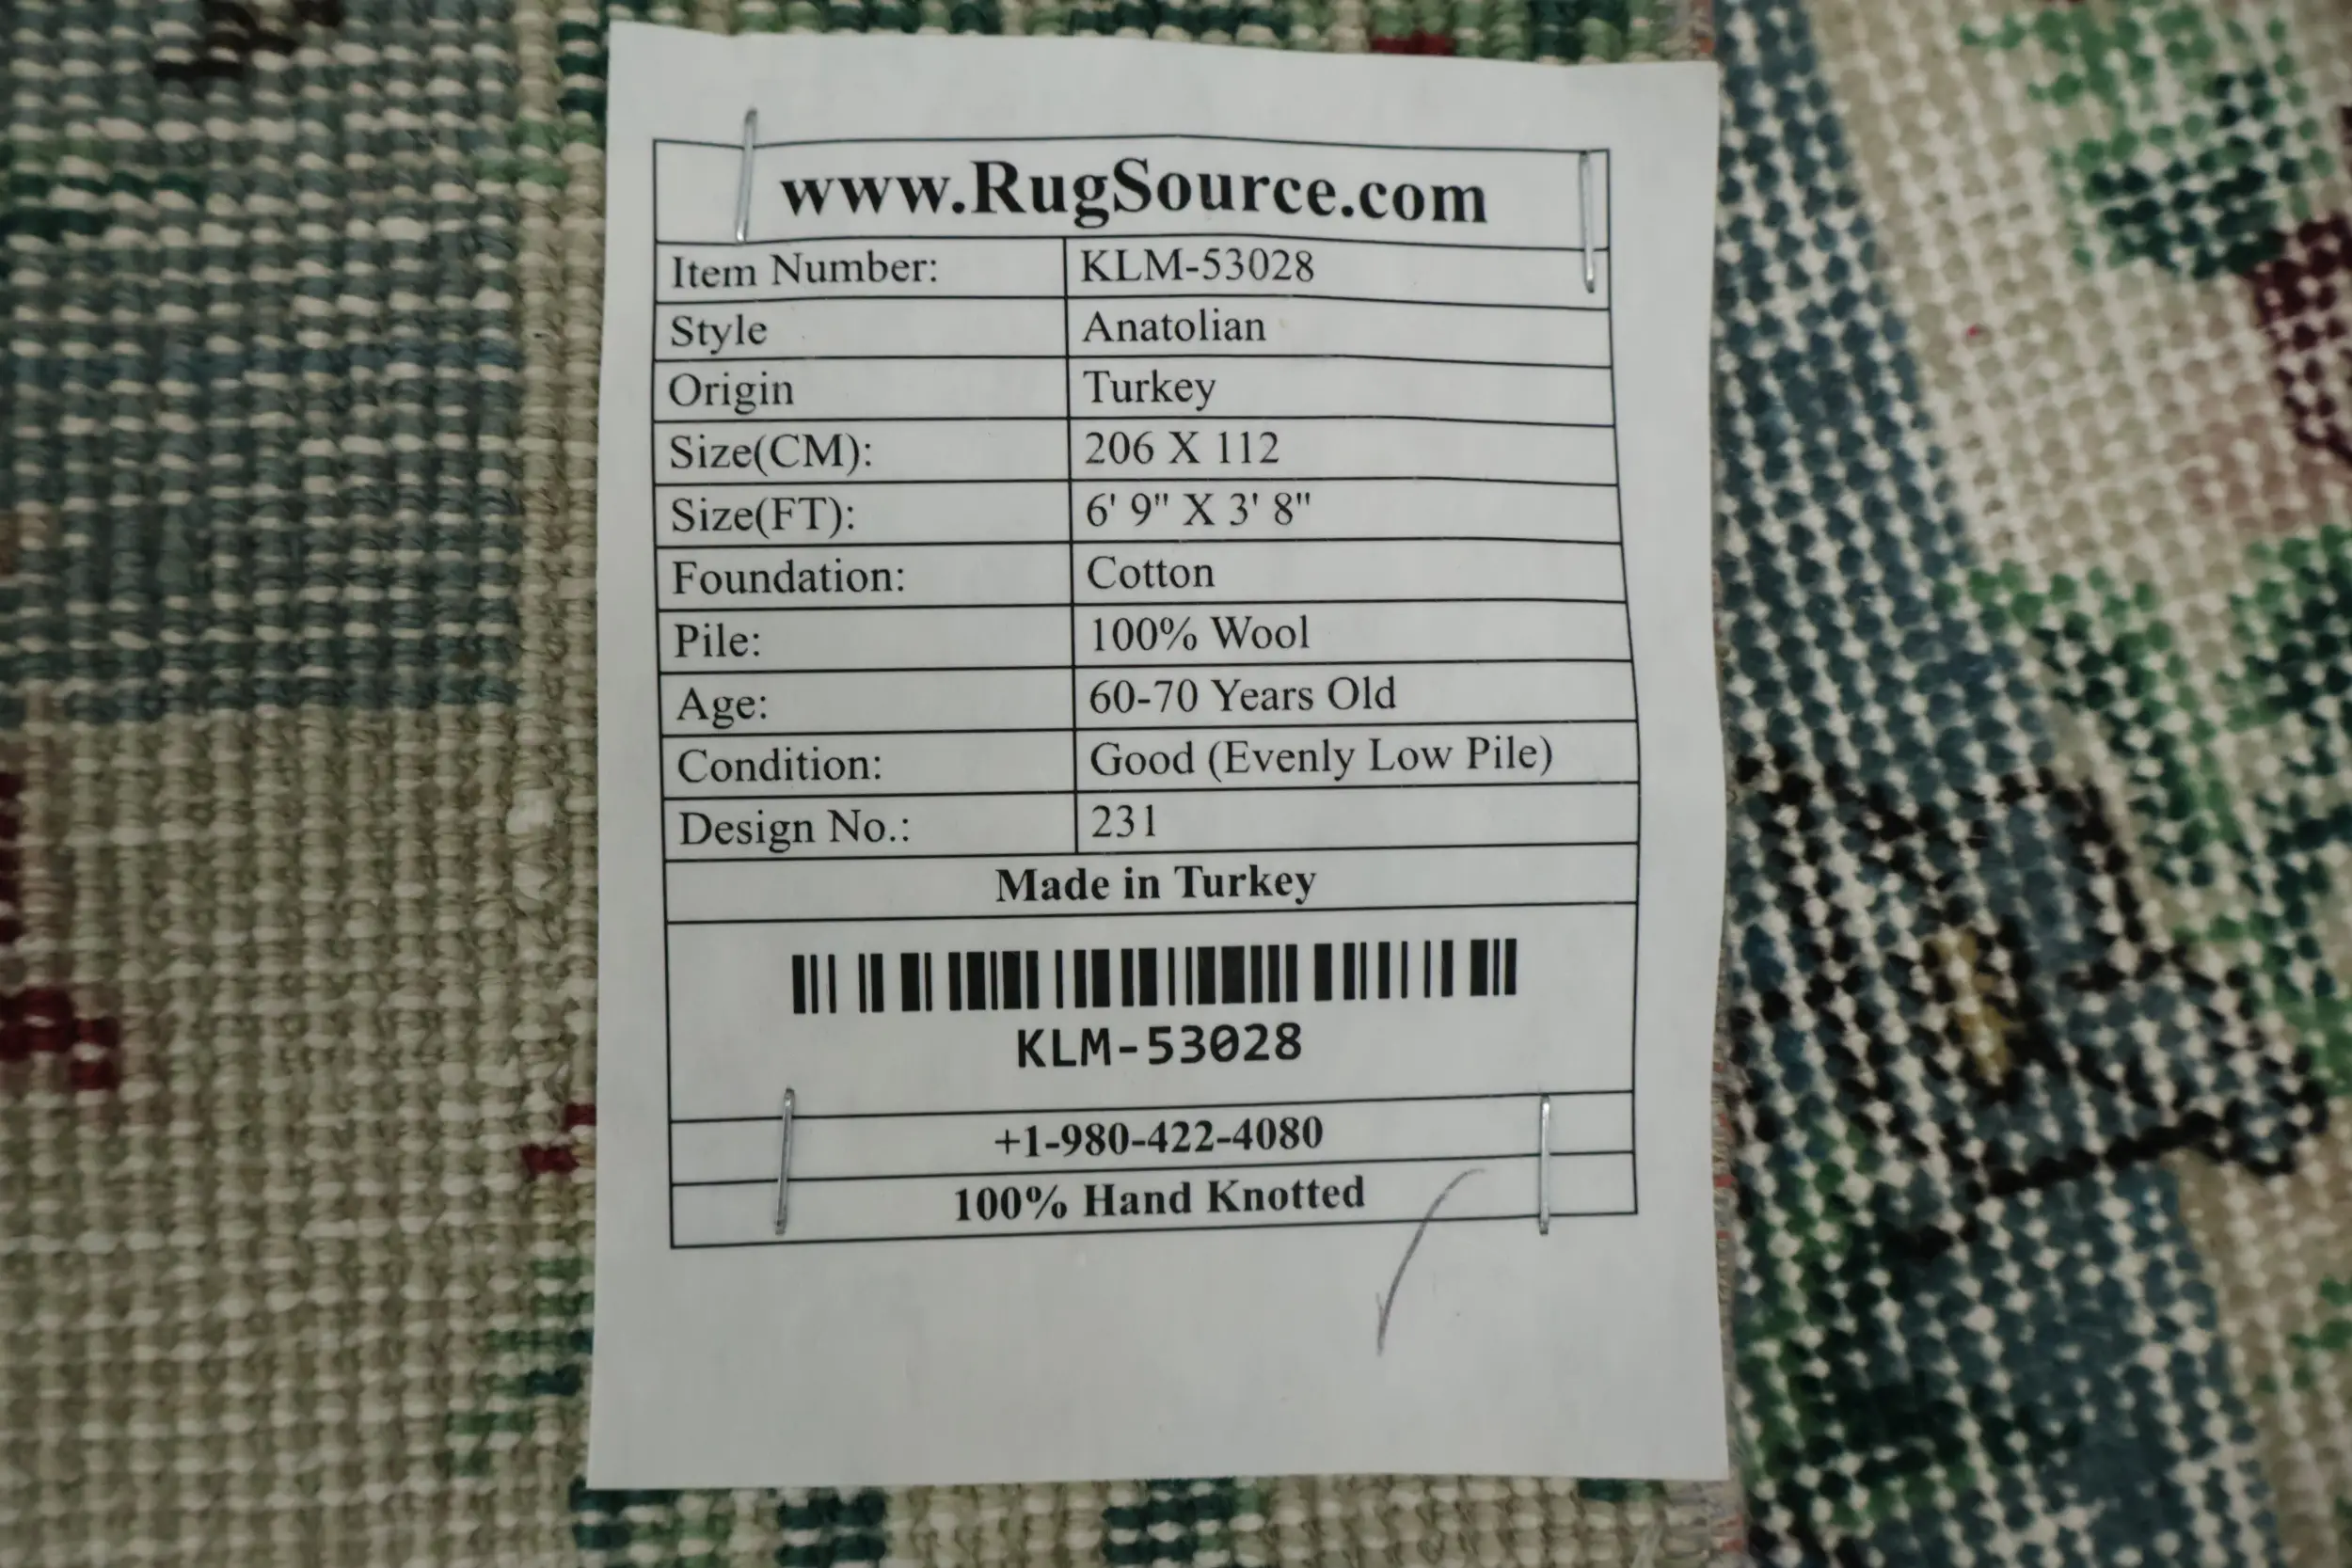 www.RugSource.com
Item Number: KLM-53028
Style Anatolian
Origin Turkey
Size(CM): 206 X 112
Size(FT): 6' 9" X 3' 8"
Foundation: Cotton
Pile: 100% Wool
Age: 60-70 Years Old
Condition: Good (Evenly Low Pile)
Design No.: 231
Made in Turkey
KLM-53028
+1-980-422-4080
100% Hand Knotted